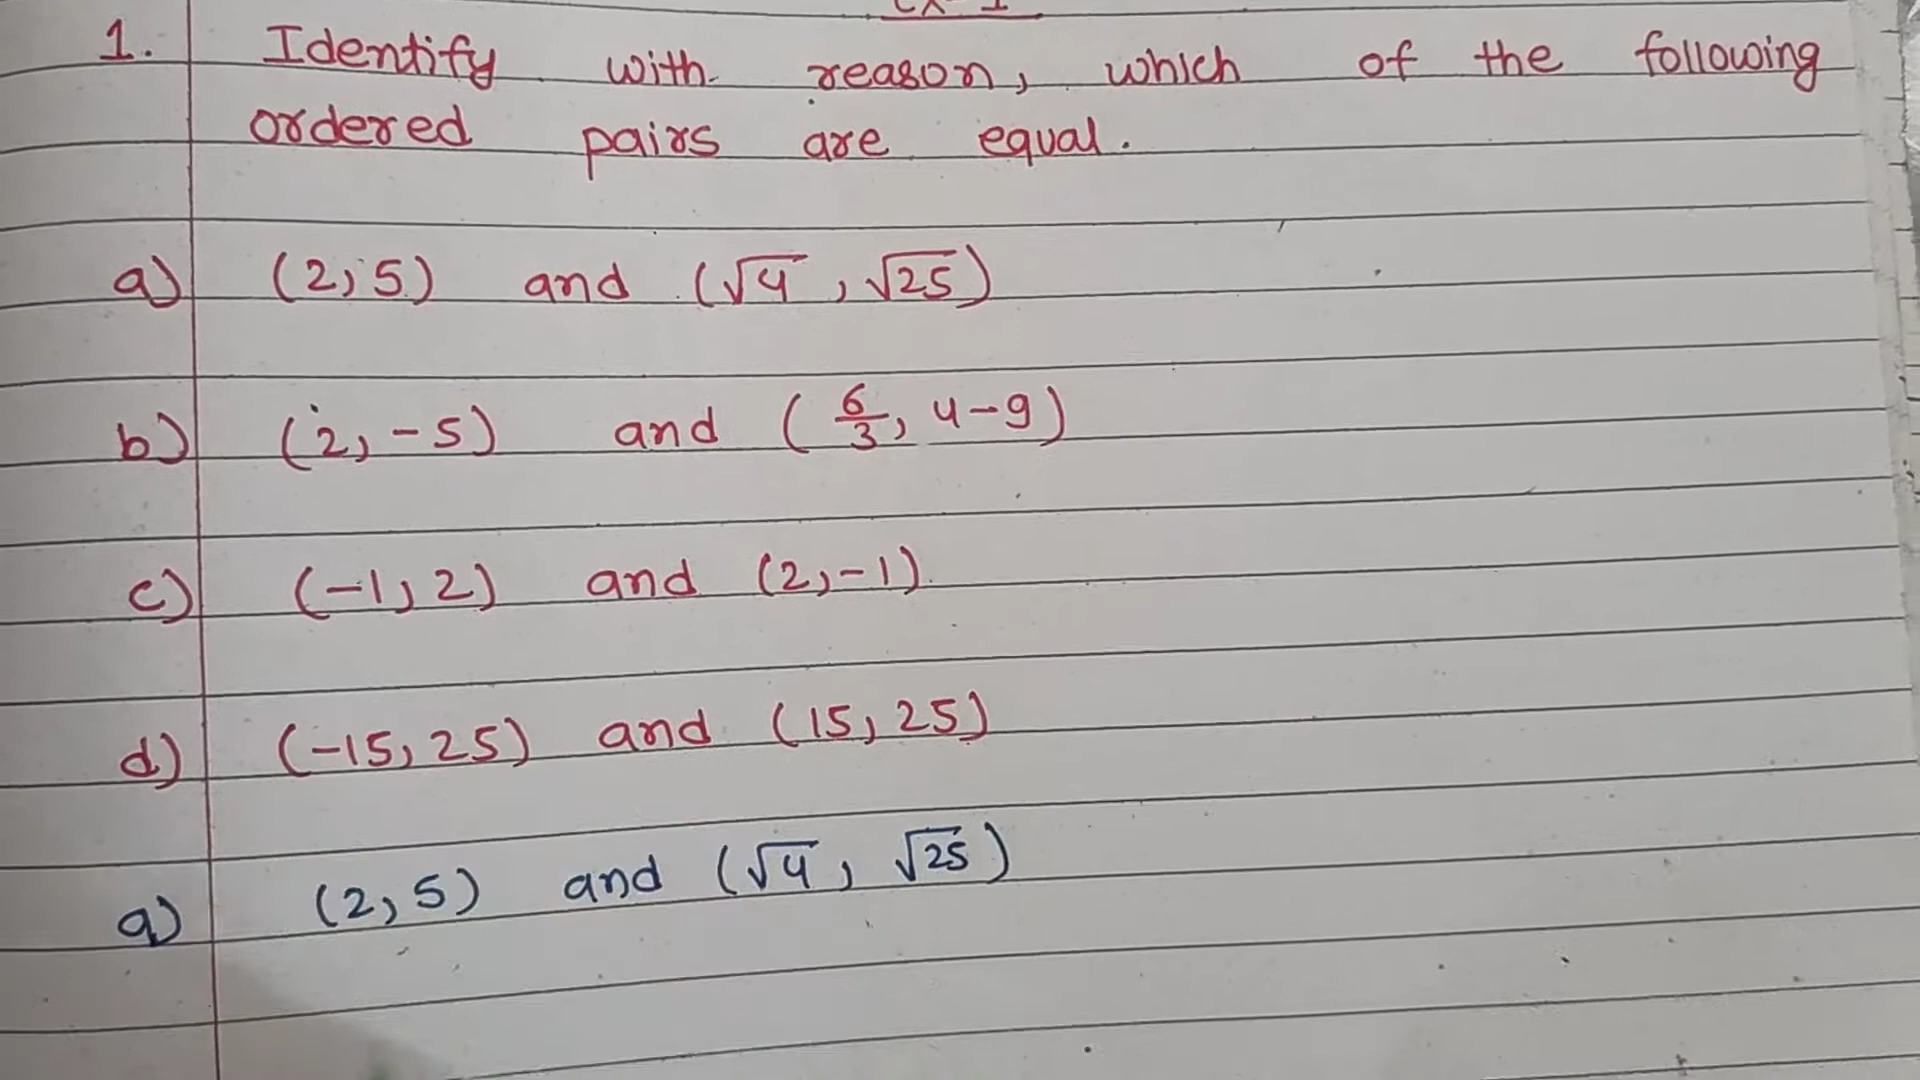 1. Identify with reason, which of the following
ordered pairs are equal.
a) (2, 5) and (√4, √25)
b) (2, -5) and (6/3, 4-9)
c) (-1, 2) and (2, -1)
d) (-15, 25) and (15, 25)
a) (2, 5) and (√4, √25)